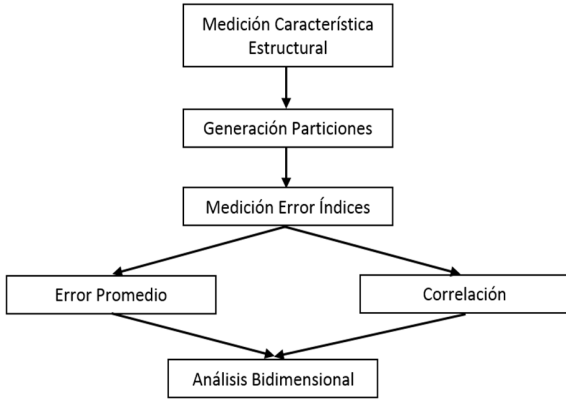 Medición Característica
Estructural
Generación Particiones
Medición Error Índices
Error Promedio
Correlación
Análisis Bidimensional